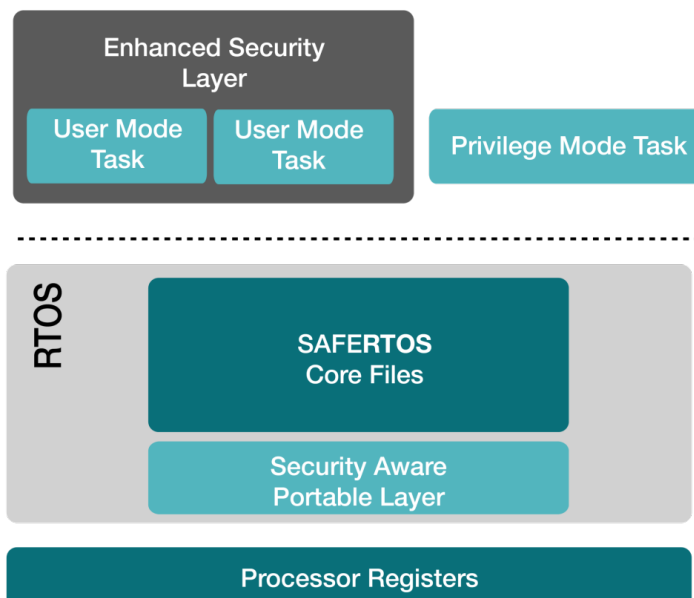 Enhanced Security
Layer
User Mode
Task
User Mode
Task
Privilege Mode Task
RTOS
SAFERTOS
Core Files
Security Aware
Portable Layer
Processor Registers